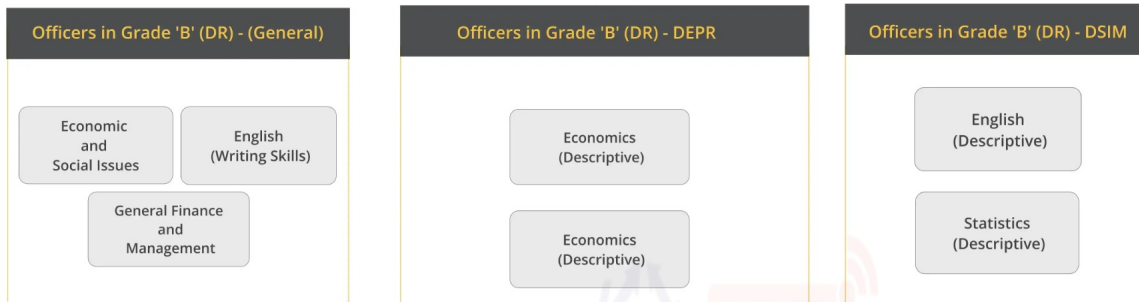 Officers in Grade 'B' (DR) - (General)
Economic
and
Social Issues
English
(Writing Skills)
General Finance
and
Management
Officers in Grade 'B' (DR) - DEPR
Economics
(Descriptive)
Economics
(Descriptive)
Officers in Grade 'B' (DR) - DSIM
English
(Descriptive)
Statistics
(Descriptive)